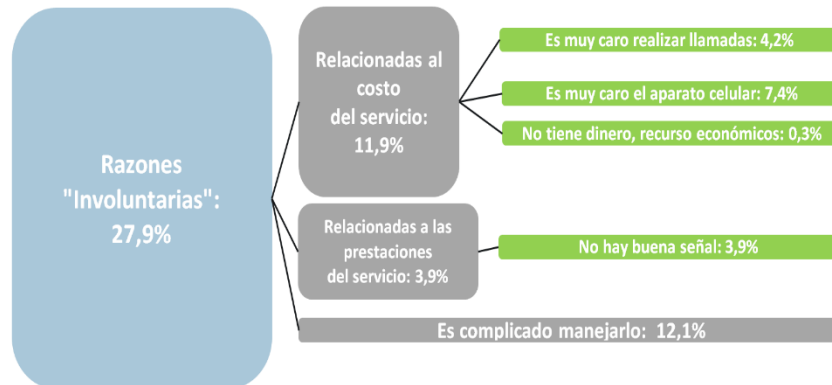 Razones
"Involuntarias":
27,9%
Relacionadas al
costo
del servicio:
11,9%
Es muy caro realizar llamadas: 4,2%
Es muy caro el aparato celular: 7,4%
No tiene dinero, recurso económicos: 0,3%
Relacionadas a las
prestaciones
del servicio: 3,9%
No hay buena señal: 3,9%
Es complicado manejarlo: 12,1%